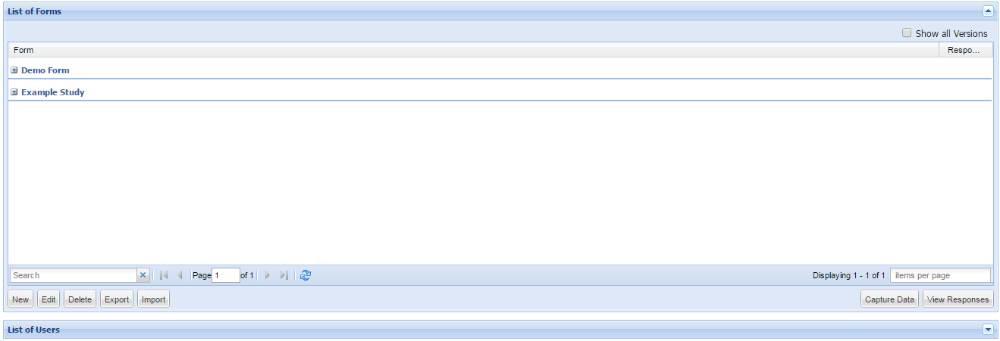 List of Forms
Show all Versions
Form Respo...
Demo Form
Example Study
Search Page 1 of 1 Displaying 1 - 1 of 1 items per page
New Edit Delete Export Import Capture Data View Responses
List of Users